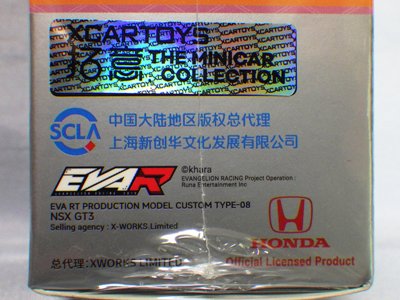 XCARTOYS
拓意 THE MINICAR
COLLECTION
SCLA 中国大陆地区版权总代理
上海新创华文化发展有限公司
EVAR
©khara
EVANGELION RACING Project Operation :
Runa Entertainment Inc
EVA RT PRODUCTION MODEL CUSTOM TYPE-08
NSX GT3
Selling agency : X-WORKS.Limited
HONDA
总代理：XWORKS LIMITED
Official Licensed Product